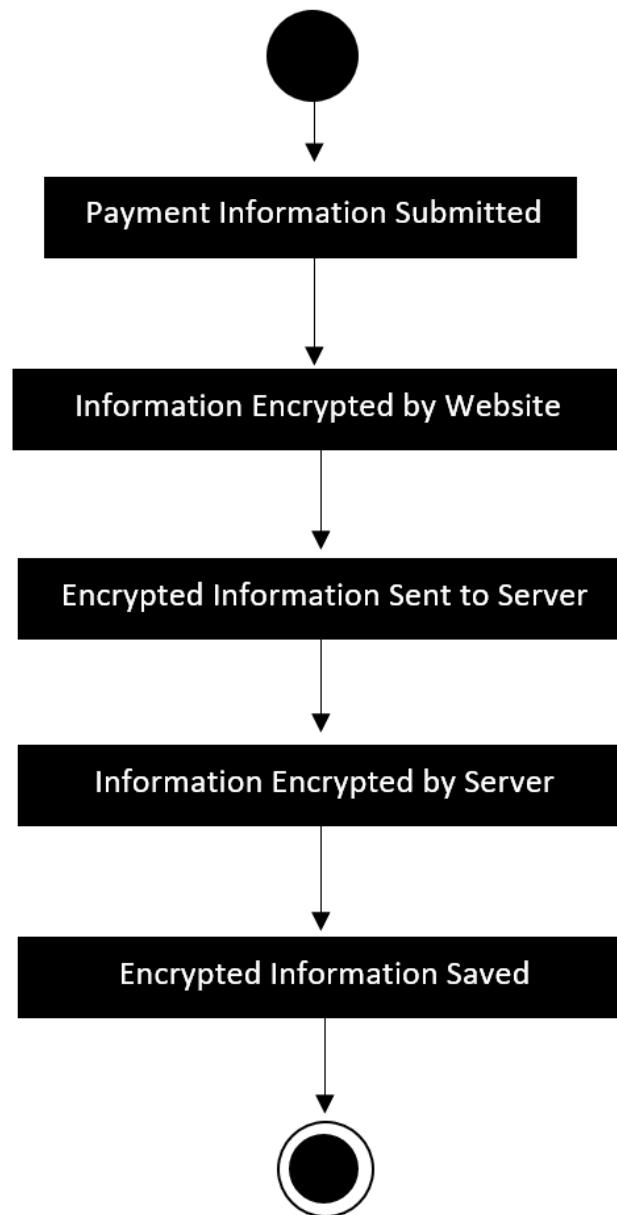 Payment Information Submitted
Information Encrypted by Website
Encrypted Information Sent to Server
Information Encrypted by Server
Encrypted Information Saved